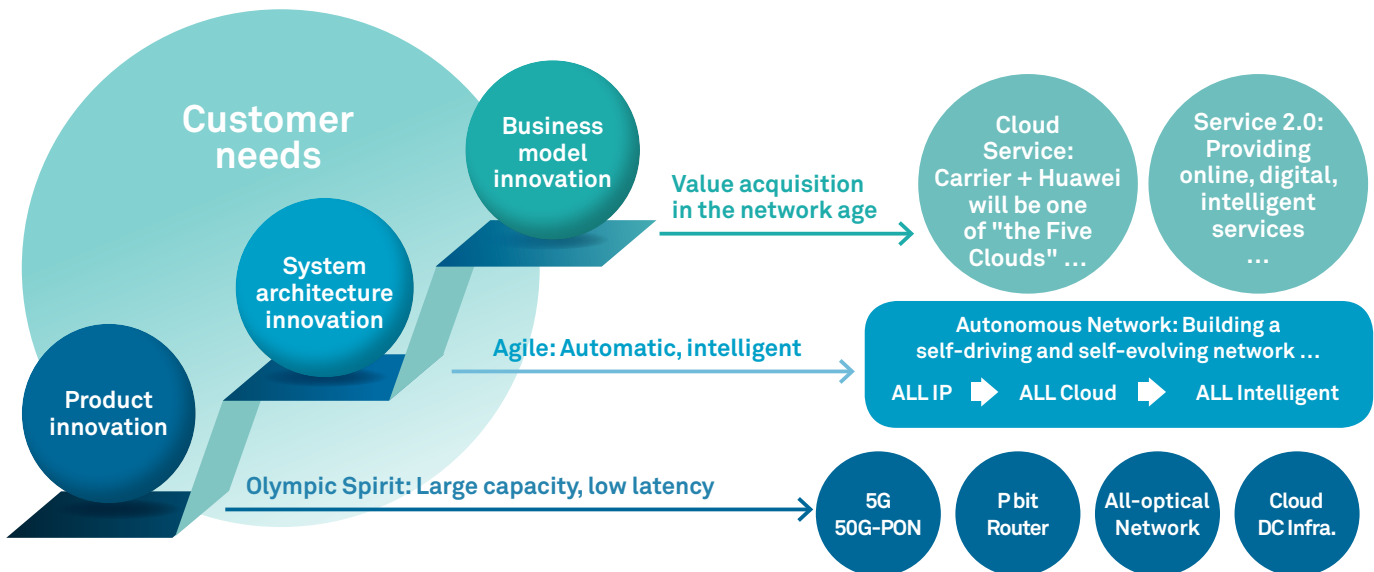 Customer
needs
Business
model
innovation
System
architecture
innovation
Product
innovation
Value acquisition
in the network age
Cloud
Service:
Carrier + Huawei
will be one
of "the Five
Clouds" ...
Service 2.0:
Providing
online, digital,
intelligent
services
...
Agile: Automatic, intelligent
Autonomous Network: Building a
self-driving and self-evolving network ...
ALL IP ALL Cloud ALL Intelligent
Olympic Spirit: Large capacity, low latency
5G
50G-PON
P bit
Router
All-optical
Network
Cloud
DC Infra.